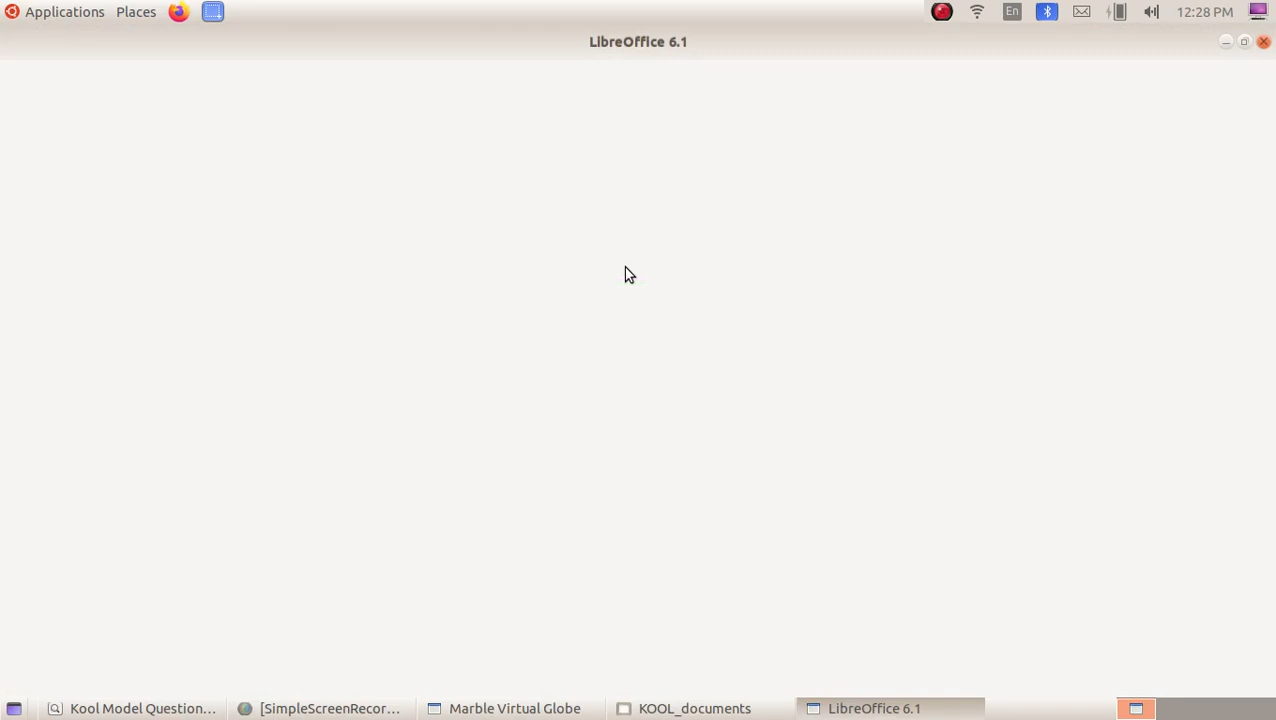 Applications Places En 12:28 PM
LibreOffice 6.1
Kool Model Question... [SimpleScreenRecor... Marble Virtual Globe KOOL_documents LibreOffice 6.1